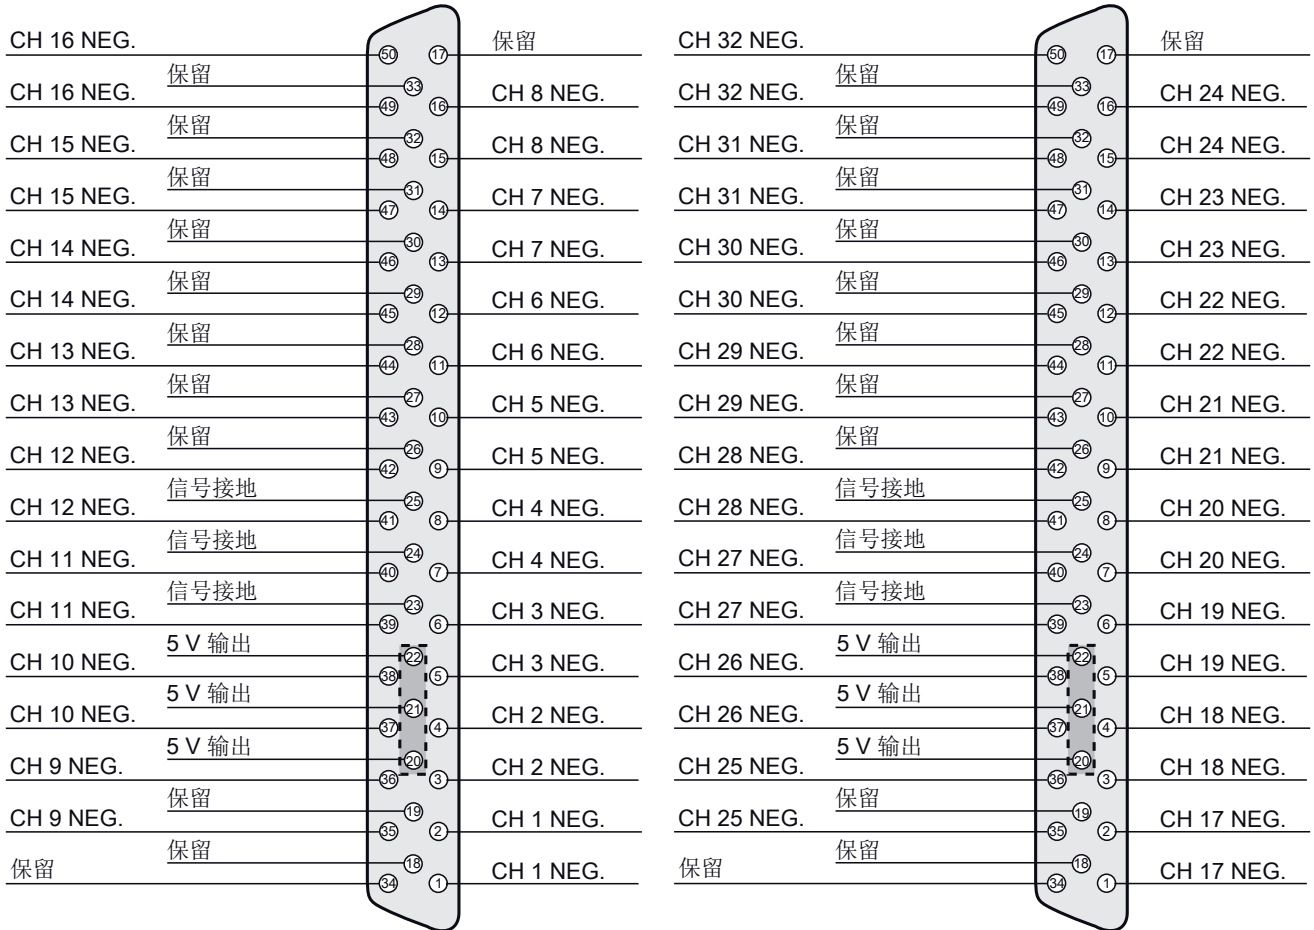 CH 16 NEG. 50 17 保留 CH 32 NEG. 50 17 保留
保留 33 保留 33
CH 16 NEG. 49 16 CH 8 NEG. CH 32 NEG. 49 16 CH 24 NEG.
保留 32 保留 32
CH 15 NEG. 48 15 CH 8 NEG. CH 31 NEG. 48 15 CH 24 NEG.
保留 31 保留 31
CH 15 NEG. 47 14 CH 7 NEG. CH 31 NEG. 47 14 CH 23 NEG.
保留 30 保留 30
CH 14 NEG. 46 13 CH 7 NEG. CH 30 NEG. 46 13 CH 23 NEG.
保留 29 保留 29
CH 14 NEG. 45 12 CH 6 NEG. CH 30 NEG. 45 12 CH 22 NEG.
保留 28 保留 28
CH 13 NEG. 44 11 CH 6 NEG. CH 29 NEG. 44 11 CH 22 NEG.
保留 27 保留 27
CH 13 NEG. 43 10 CH 5 NEG. CH 29 NEG. 43 10 CH 21 NEG.
保留 26 保留 26
CH 12 NEG. 42 9 CH 5 NEG. CH 28 NEG. 42 9 CH 21 NEG.
信号接地 25 信号接地 25
CH 12 NEG. 41 8 CH 4 NEG. CH 28 NEG. 41 8 CH 20 NEG.
信号接地 24 信号接地 24
CH 11 NEG. 40 7 CH 4 NEG. CH 27 NEG. 40 7 CH 20 NEG.
信号接地 23 信号接地 23
CH 11 NEG. 39 6 CH 3 NEG. CH 27 NEG. 39 6 CH 19 NEG.
5 V 输出 22 5 V 输出 22
CH 10 NEG. 38 5 CH 3 NEG. CH 26 NEG. 38 5 CH 19 NEG.
5 V 输出 21 5 V 输出 21
CH 10 NEG. 37 4 CH 2 NEG. CH 26 NEG. 37 4 CH 18 NEG.
5 V 输出 20 5 V 输出 20
CH 9 NEG. 36 3 CH 2 NEG. CH 25 NEG. 36 3 CH 18 NEG.
保留 19 保留 19
CH 9 NEG. 35 2 CH 1 NEG. CH 25 NEG. 35 2 CH 17 NEG.
保留 18 保留 18
保留 34 1 CH 1 NEG. 保留 34 1 CH 17 NEG.